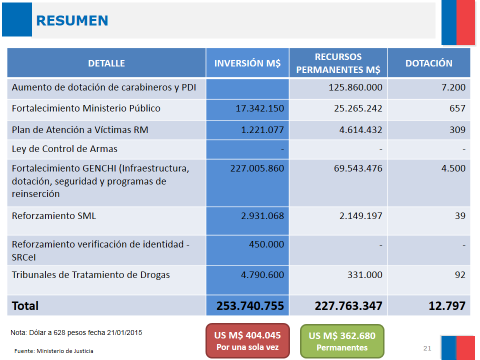 RESUMEN
DETALLE INVERSIÓN M$ RECURSOS PERMANENTES M$ DOTACIÓN
Aumento de dotación de carabineros y PDI 125.860.000 7.200
Fortalecimiento Ministerio Público 17.342.150 25.265.242 657
Plan de Atención a Víctimas RM 1.221.077 4.614.432 309
Ley de Control de Armas - - -
Fortalecimiento GENCHI (Infraestructura, 227.005.860 69.543.476 4.500
dotación, seguridad y programas de
reinserción
Reforzamiento SML 2.931.068 2.149.197 39
Reforzamiento verificación de identidad - 450.000 - -
SRCeI
Tribunales de Tratamiento de Drogas 4.790.600 331.000 92
Total 253.740.755 227.763.347 12.797
Nota: Dólar a 628 pesos fecha 21/01/2015
US M$ 404.045
Por una sola vez
US M$ 362.680
Permanentes
Fuente: Ministerio de Justicia
21